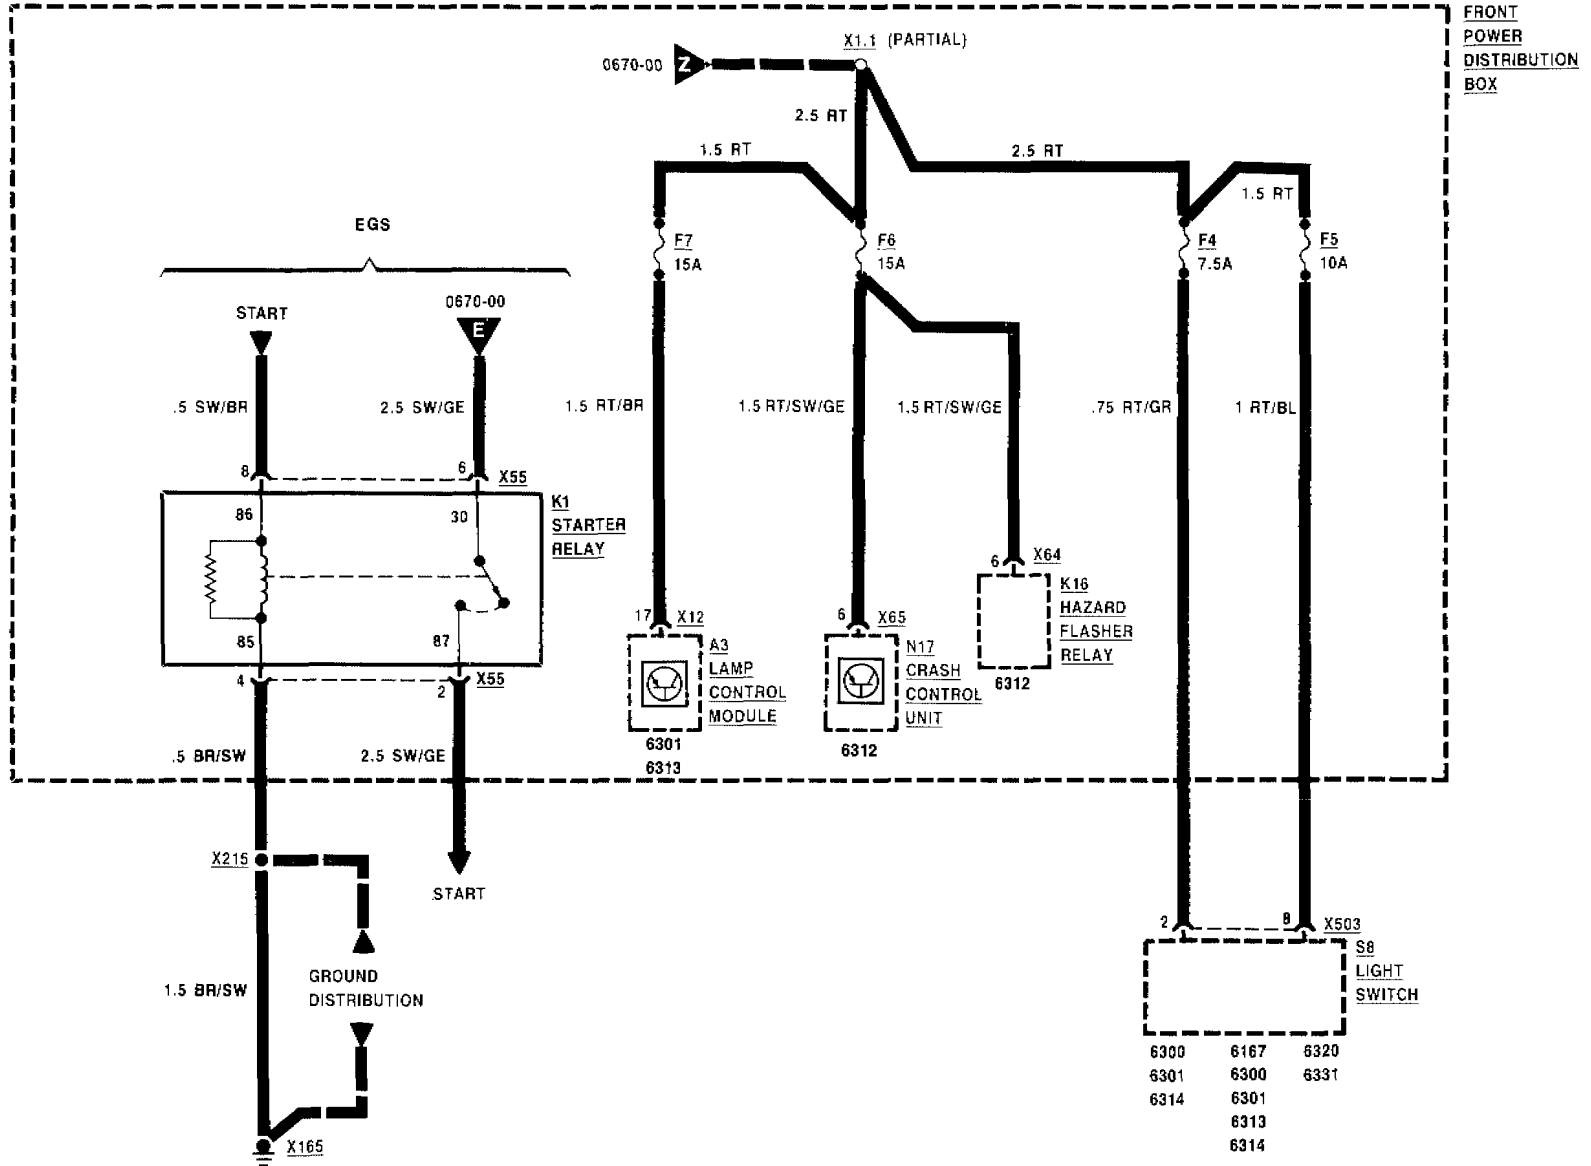 FRONT
POWER
DISTRIBUTION
BOX
X1.1 (PARTIAL)
0670-00 Z
2.5 RT
1.5 RT
2.5 RT
1.5 RT
EGS
F7
15A
F6
15A
F4
7.5A
F5
10A
START
0670-00
E
.5 SW/BR
2.5 SW/GE
1.5 RT/BR
1.5 RT/SW/GE
1.5 RT/SW/GE
.75 RT/GR
1 RT/BL
8
6
X55
K1
STARTER
RELAY
86
30
85
87
4
2
X55
6
X64
K16
HAZARD
FLASHER
RELAY
6312
17
X12
A3
LAMP
CONTROL
MODULE
6301
6313
6
X65
N17
CRASH
CONTROL
UNIT
6312
.5 BR/SW
2.5 SW/GE
X215
START
GROUND
DISTRIBUTION
1.5 BR/SW
X165
2
8
X503
S8
LIGHT
SWITCH
6300 6167 6320
6301 6300 6331
6314 6301
6313
6314